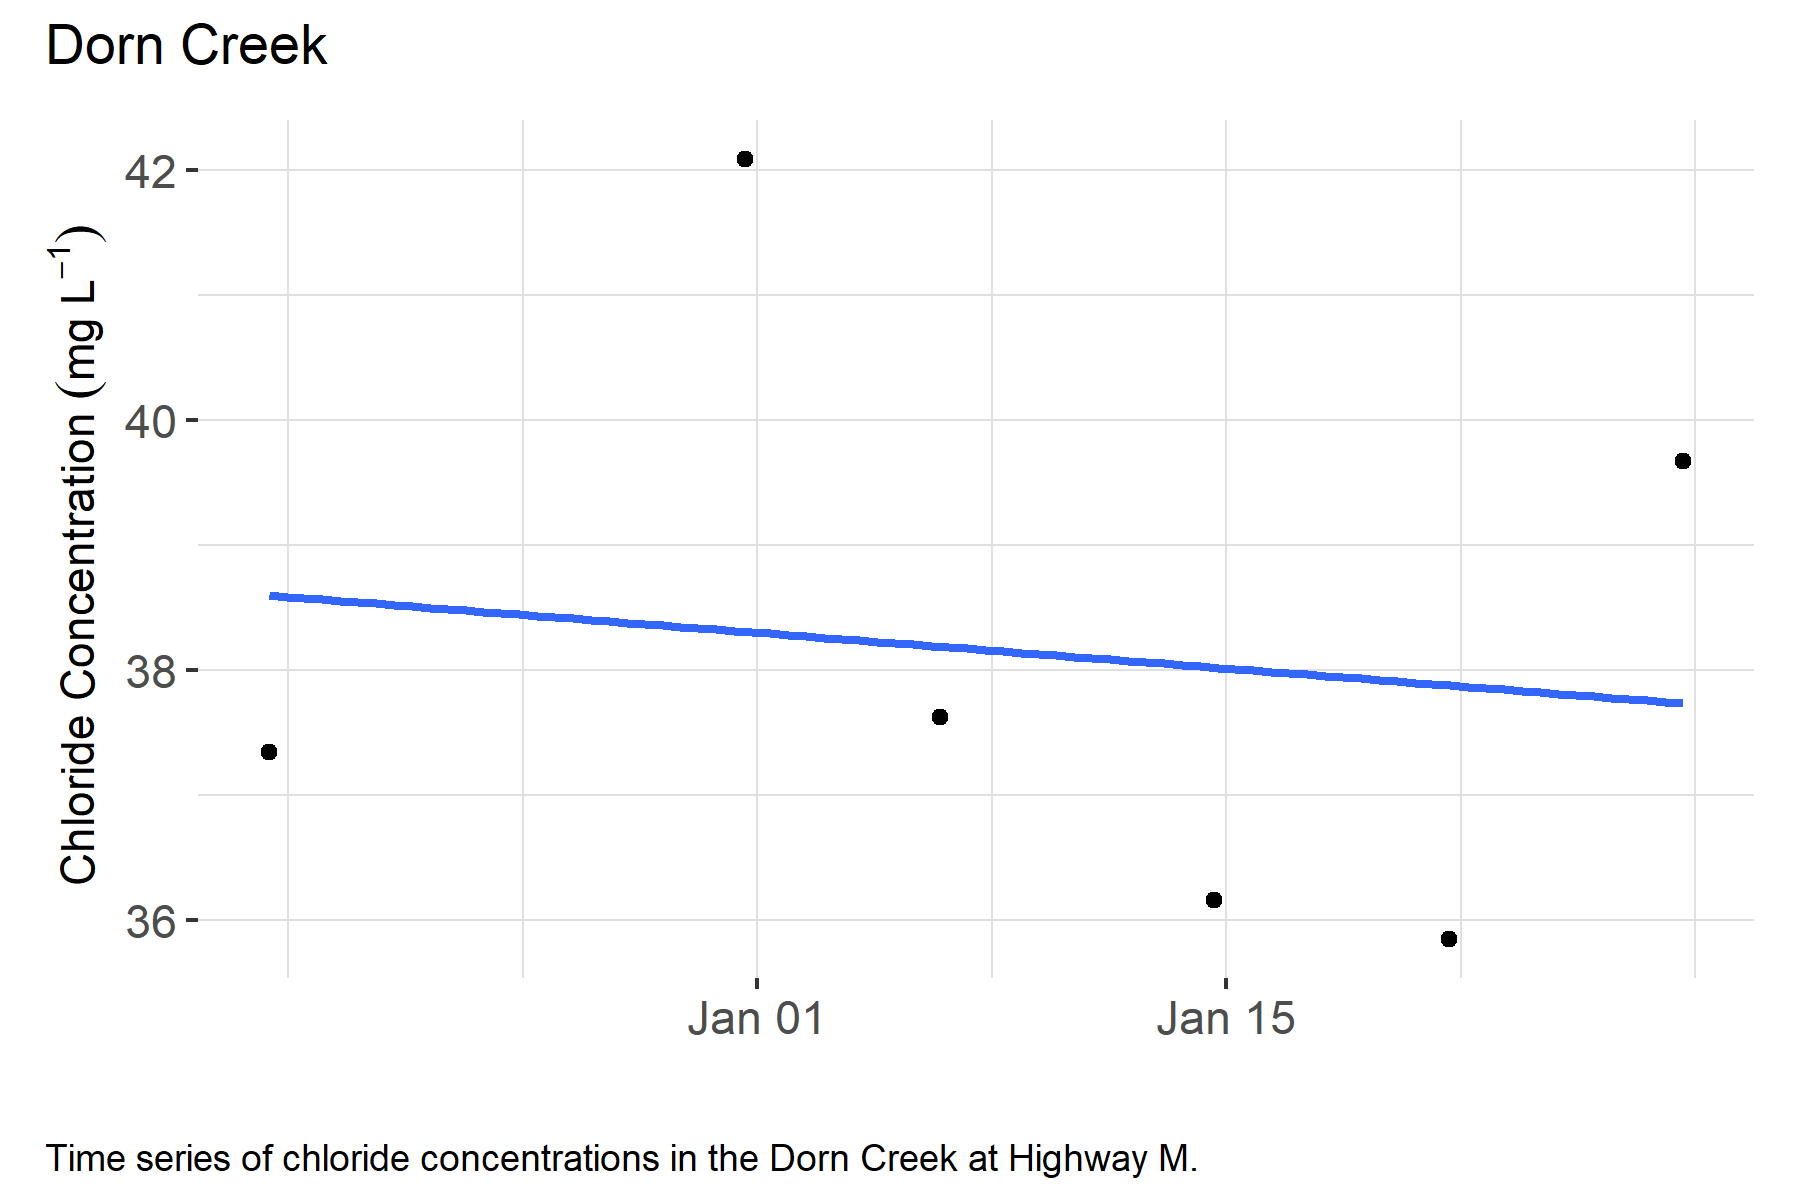 Dorn Creek
42
40
38
36
Chloride Concentration (mg L⁻¹)
Jan 01
Jan 15
Time series of chloride concentrations in the Dorn Creek at Highway M.